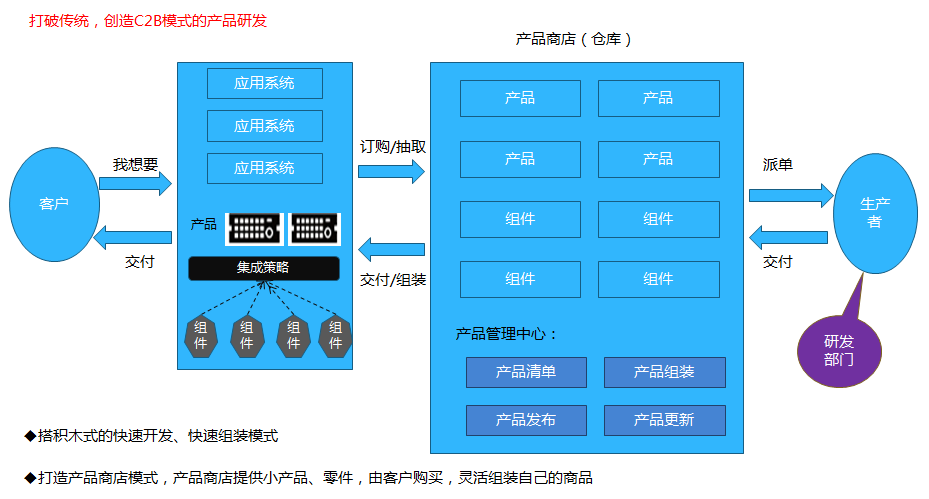 打破传统，创造C2B模式的产品研发
产品商店（仓库）
客户
我想要
交付
应用系统
应用系统
应用系统
产品
集成策略
组件
组件
组件
组件
订购/抽取
交付/组装
产品
产品
产品
产品
组件
组件
组件
组件
产品管理中心：
产品清单
产品组装
产品发布
产品更新
派单
交付
生产
者
研发
部门
◆搭积木式的快速开发、快速组装模式
◆打造产品商店模式，产品商店提供小产品、零件，由客户购买，灵活组装自己的商品